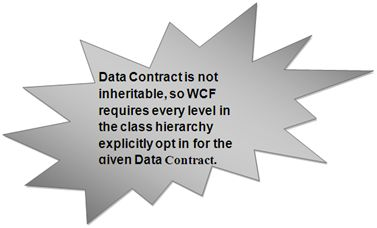 Data Contract is not
inheritable, so WCF
requires every level in
the class hierarchy
explicitly opt in for the
given Data Contract.